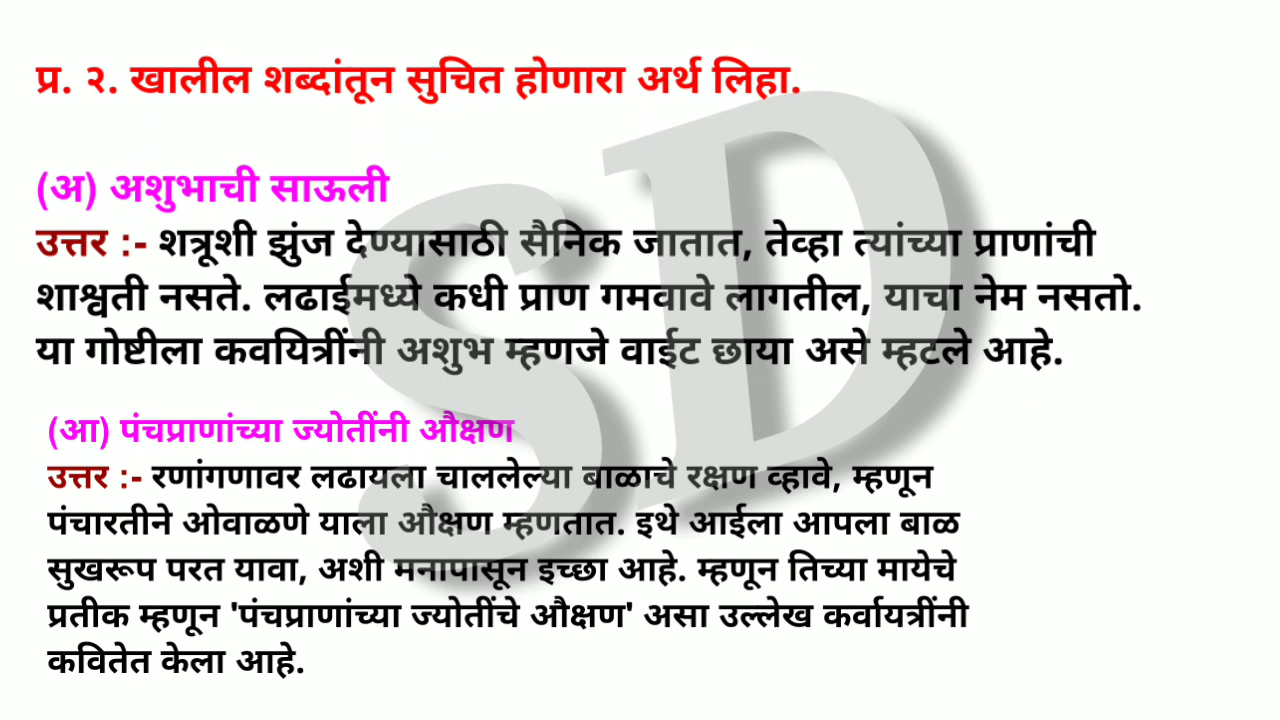 प्र. २. खालील शब्दांतून सुचित होणारा अर्थ लिहा.
(अ) अशुभाची साऊली
उत्तर :- शत्रूशी झुंज देण्यासाठी सैनिक जातात, तेव्हा त्यांच्या प्राणांची
शाश्वती नसते. लढाईमध्ये कधी प्राण गमवावे लागतील, याचा नेम नसतो.
या गोष्टीला कवयित्रींनी अशुभ म्हणजे वाईट छाया असे म्हटले आहे.
(आ) पंचप्राणांच्या ज्योतींनी औक्षण
उत्तर :- रणांगणावर लढायला चाललेल्या बाळाचे रक्षण व्हावे, म्हणून
पंचारतीने ओवाळणे याला औक्षण म्हणतात. इथे आईला आपला बाळ
सुखरूप परत यावा, अशी मनापासून इच्छा आहे. म्हणून तिच्या मायेचे
प्रतीक म्हणून 'पंचप्राणांच्या ज्योतींचे औक्षण' असा उल्लेख कर्वायत्रींनी
कवितेत केला आहे.
SD